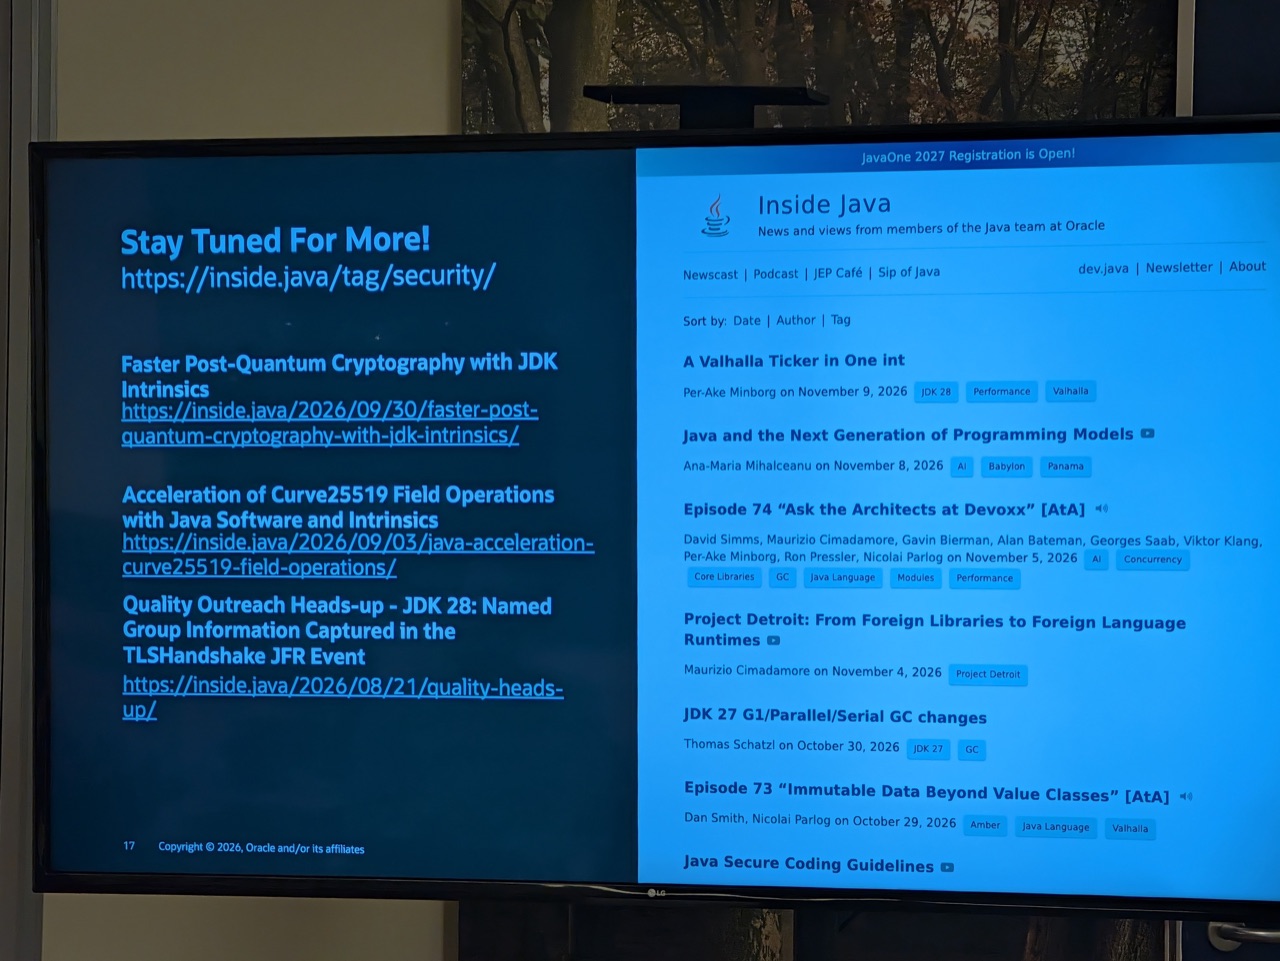 Stay Tuned For More!
https://inside.java/tag/security/
Faster Post-Quantum Cryptography with JDK
Intrinsics
https://inside.java/2026/09/30/faster-post-
quantum-cryptography-with-jdk-intrinsics/
Acceleration of Curve25519 Field Operations
with Java Software and Intrinsics
https://inside.java/2026/09/03/java-acceleration-
curve25519-field-operations/
Quality Outreach Heads-up - JDK 28: Named
Group Information Captured in the
TLSHandshake JFR Event
https://inside.java/2026/08/21/quality-heads-
up/
17 Copyright © 2026, Oracle and/or its affiliates
JavaOne 2027 Registration is Open!
Inside Java
News and views from members of the Java team at Oracle
Newscast | Podcast | JEP Café | Sip of Java
dev.java | Newsletter | About
Sort by: Date | Author | Tag
A Valhalla Ticker in One int
Per-Ake Minborg on November 9, 2026 JDK 28 Performance Valhalla
Java and the Next Generation of Programming Models
Ana-Maria Mihalceanu on November 8, 2026 AI Babylon Panama
Episode 74 “Ask the Architects at Devoxx” [AtA]
David Simms, Maurizio Cimadamore, Gavin Bierman, Alan Bateman, Georges Saab, Viktor Klang,
Per-Ake Minborg, Ron Pressler, Nicolai Parlog on November 5, 2026 AI Concurrency
Core Libraries GC Java Language Modules Performance
Project Detroit: From Foreign Libraries to Foreign Language
Runtimes
Maurizio Cimadamore on November 4, 2026 Project Detroit
JDK 27 G1/Parallel/Serial GC changes
Thomas Schatzl on October 30, 2026 JDK 27 GC
Episode 73 “Immutable Data Beyond Value Classes” [AtA]
Dan Smith, Nicolai Parlog on October 29, 2026 Amber Java Language Valhalla
Java Secure Coding Guidelines
LG